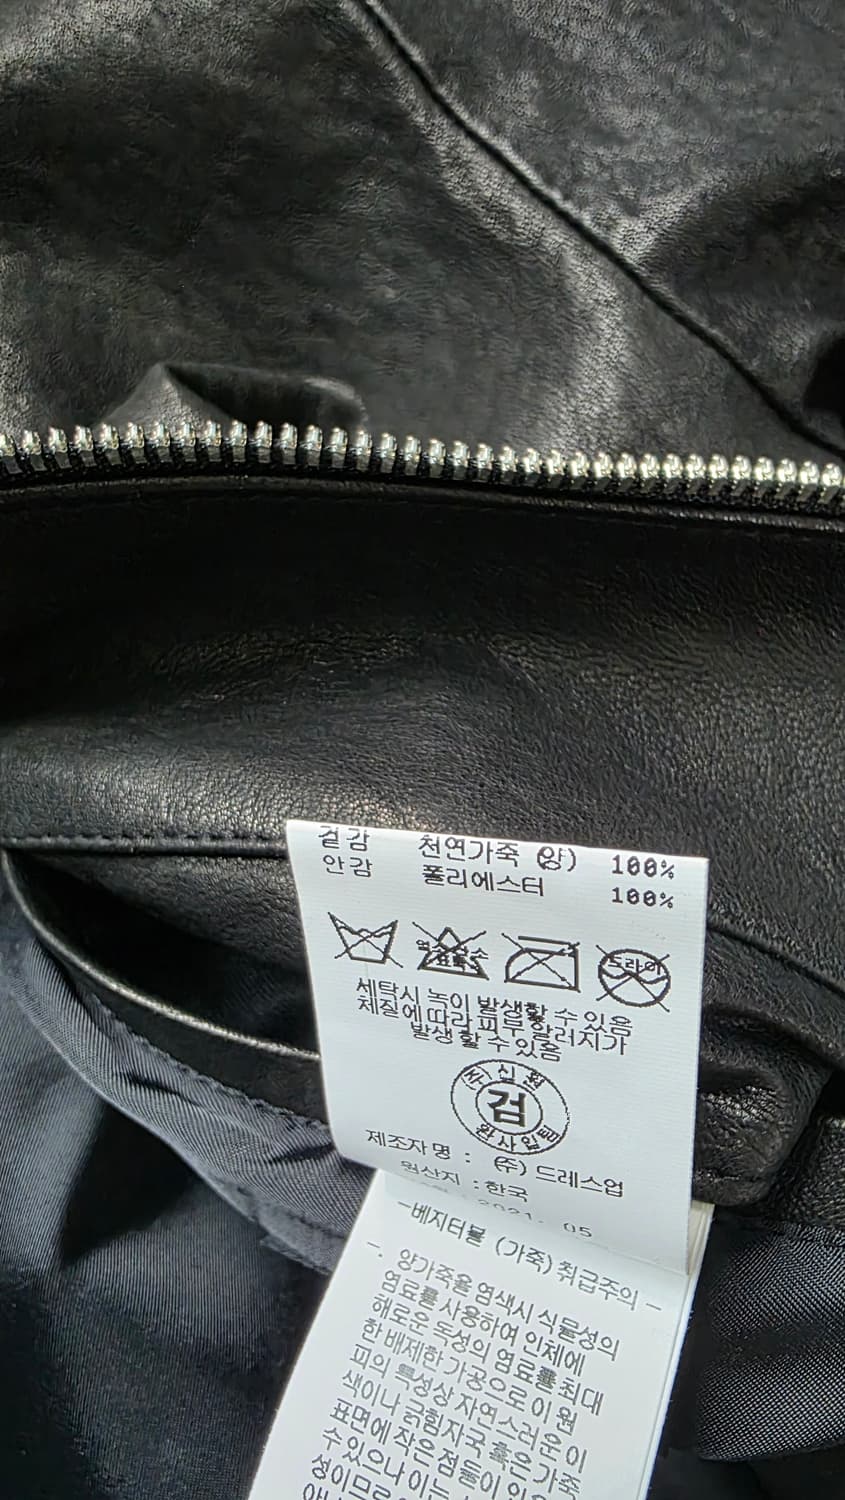 겉감 천연가죽 (양) 100%
안감 폴리에스터 100%
드라이
세탁시 녹이 발생할 수 있음
체질에 따라 피부 알러지가
발생 할 수 있음
검
제조자명 : (주) 드레스업
원산지 : 한국
2021. 05
-베지터블 (가죽) 취급주의 -
-. 양가죽을 염색시 식물성의
염료를 사용하여 인체에
해로운 독성의 염료를 최대
한 배제한 가공으로 이 원
피의 특성상 자연스러운 이
색이나 긁힘자국 혹은 가죽
표면에 작은 점들이 있을
수 있으나 이는
성이므로